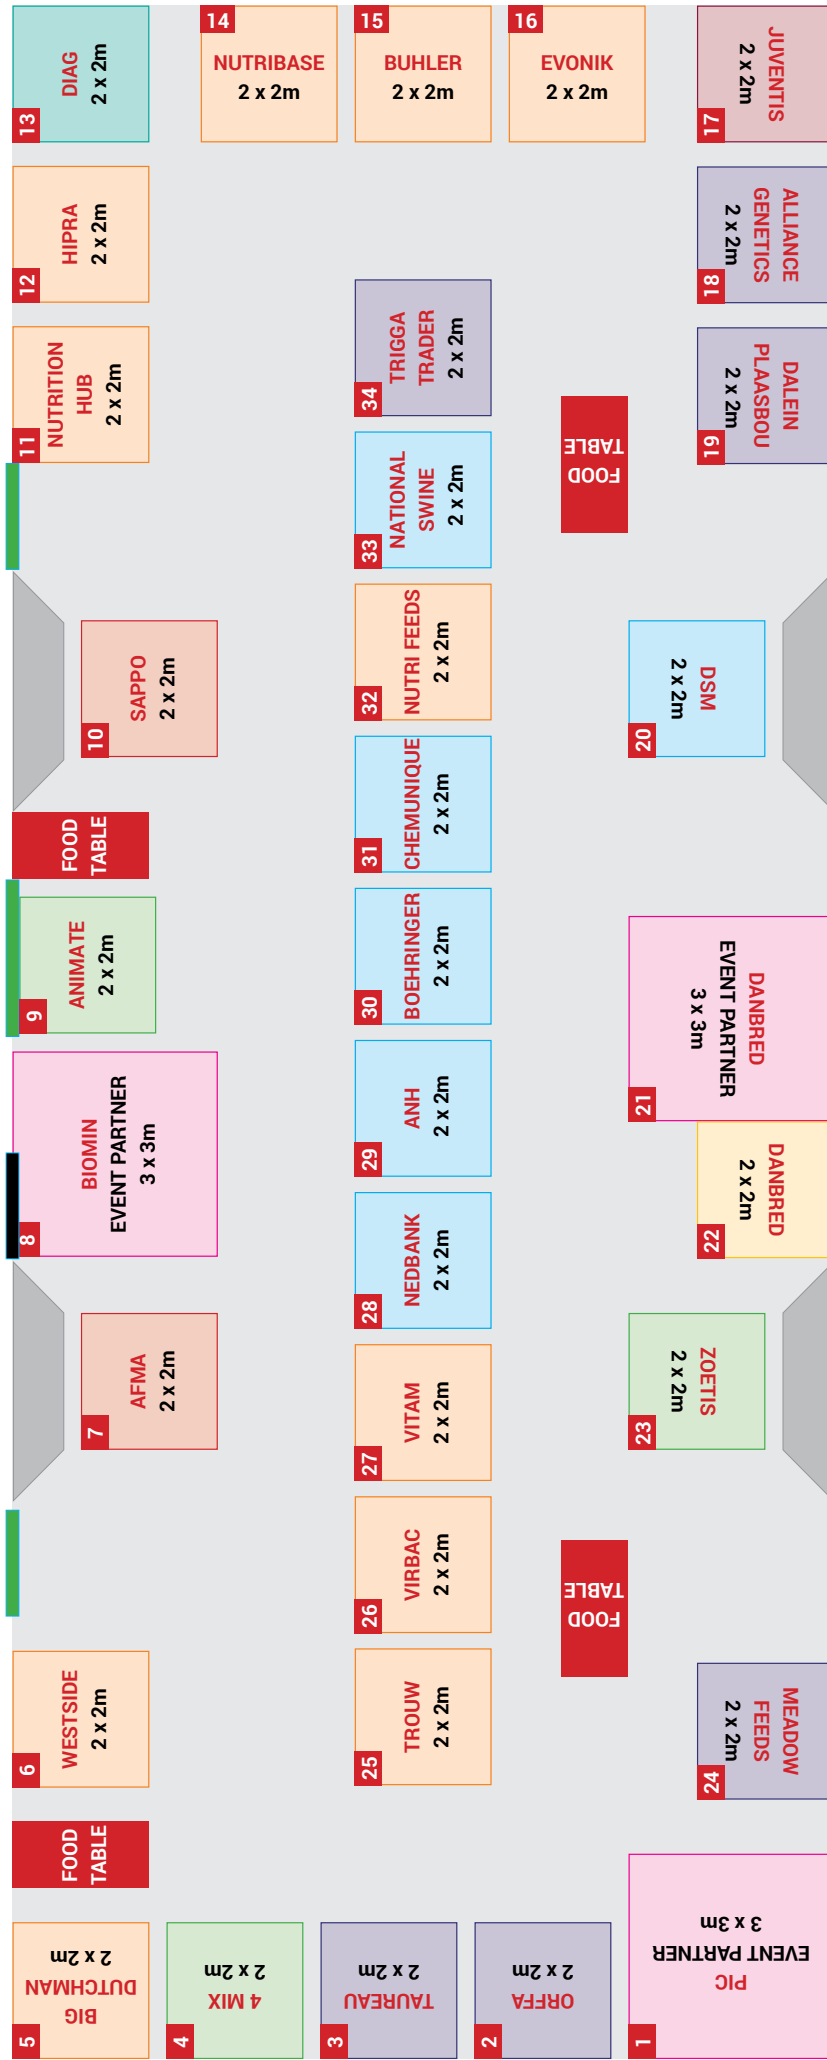 14
NUTRIBASE
2 x 2m
15
BUHLER
2 x 2m
16
EVONIK
2 x 2m
13
DIAG
2 x 2m
17
JUVENTIS
2 x 2m
12
HIPRA
2 x 2m
18
ALLIANCE
GENETICS
2 x 2m
11
NUTRITION
HUB
2 x 2m
34
TRIGGA
TRADER
2 x 2m
19
DALEIN
PLAASBOU
2 x 2m
FOOD
TABLE
33
NATIONAL
SWINE
2 x 2m
10
SAPPO
2 x 2m
32
NUTRI FEEDS
2 x 2m
20
DSM
2 x 2m
FOOD
TABLE
31
CHEMUNIQUE
2 x 2m
9
ANIMATE
2 x 2m
30
BOEHRINGER
2 x 2m
21
DANBRED
EVENT PARTNER
3 x 3m
8
BIOMIN
EVENT PARTNER
3 x 3m
29
ANH
2 x 2m
22
DANBRED
2 x 2m
28
NEDBANK
2 x 2m
7
AFMA
2 x 2m
27
VITAM
2 x 2m
23
ZOETIS
2 x 2m
26
VIRBAC
2 x 2m
FOOD
TABLE
6
WESTSIDE
2 x 2m
25
TROUW
2 x 2m
24
MEADOW
FEEDS
2 x 2m
FOOD
TABLE
5
BIG
DUTCHMAN
2 x 2m
4
4 MIX
2 x 2m
3
TAUREAU
2 x 2m
2
ORFFA
2 x 2m
1
PIC
EVENT PARTNER
3 x 3m